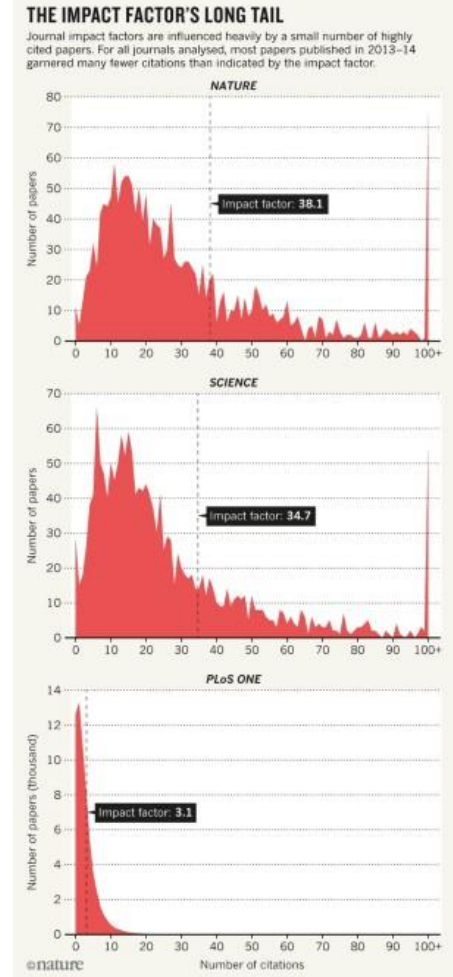 THE IMPACT FACTOR'S LONG TAIL
Journal impact factors are influenced heavily by a small number of highly
cited papers. For all journals analysed, most papers published in 2013–14
garnered many fewer citations than indicated by the impact factor.
NATURE
Number of papers
80
70
60
50
40
30
20
10
0
Impact factor: 38.1
0 10 20 30 40 50 60 70 80 90 100+
SCIENCE
Number of papers
70
60
50
40
30
20
10
0
Impact factor: 34.7
0 10 20 30 40 50 60 70 80 90 100+
PLoS ONE
Number of papers (thousand)
14
12
10
8
6
4
2
0
Impact factor: 3.1
0 10 20 30 40 50 60 70 80 90 100+
Number of citations
©nature